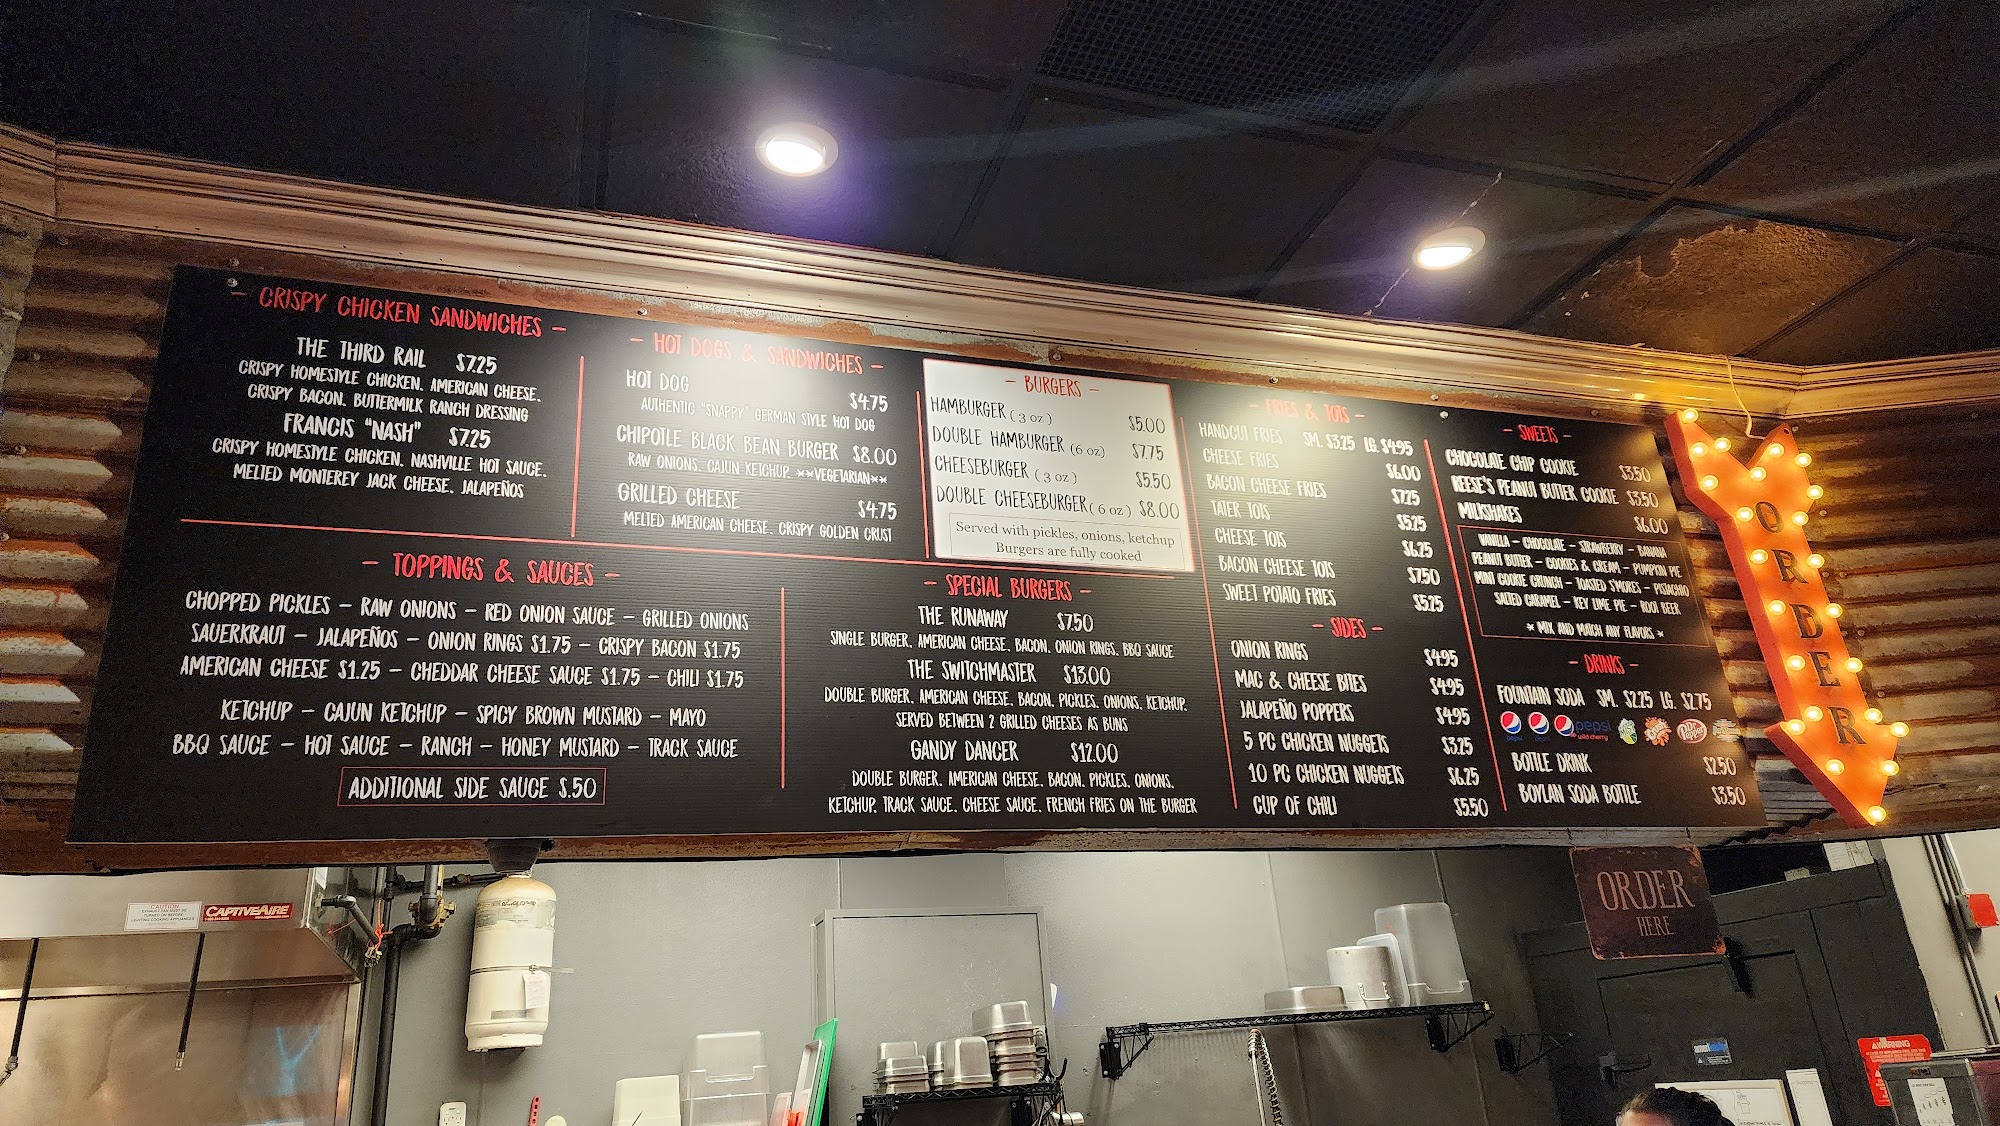 - CRISPY CHICKEN SANDWICHES -
THE THIRD RAIL $7.25
CRISPY HOMESTYLE CHICKEN, AMERICAN CHEESE,
CRISPY BACON, BUTTERMILK RANCH DRESSING
FRANCIS "NASH" $7.25
CRISPY HOMESTYLE CHICKEN, NASHVILLE HOT SAUCE,
MELTED MONTEREY JACK CHEESE, JALAPEÑOS
- HOT DOGS & SANDWICHES -
HOT DOG $4.75
AUTHENTIC "SNAPPY" GERMAN STYLE HOT DOG
CHIPOTLE BLACK BEAN BURGER $8.00
RAW ONIONS, CAJUN KETCHUP, **VEGETARIAN**
GRILLED CHEESE $4.75
MELTED AMERICAN CHEESE, CRISPY GOLDEN CRUST
- BURGERS -
HAMBURGER ( 3 oz ) $5.00
DOUBLE HAMBURGER (6 oz) $7.75
CHEESEBURGER ( 3 oz ) $5.50
DOUBLE CHEESEBURGER( 6 oz ) $8.00
Served with pickles, onions, ketchup
Burgers are fully cooked
- TOPPINGS & SAUCES -
CHOPPED PICKLES - RAW ONIONS - RED ONION SAUCE - GRILLED ONIONS
SAUERKRAUT - JALAPEÑOS - ONION RINGS $1.75 - CRISPY BACON $1.75
AMERICAN CHEESE $1.25 - CHEDDAR CHEESE SAUCE $1.75 - CHILI $1.75
KETCHUP - CAJUN KETCHUP - SPICY BROWN MUSTARD - MAYO
BBQ SAUCE - HOT SAUCE - RANCH - HONEY MUSTARD - TRACK SAUCE
ADDITIONAL SIDE SAUCE $.50
- SPECIAL BURGERS -
THE RUNAWAY $7.50
SINGLE BURGER, AMERICAN CHEESE, BACON, ONION RINGS, BBQ SAUCE
THE SWITCHMASTER $13.00
DOUBLE BURGER, AMERICAN CHEESE, BACON, PICKLES, ONIONS, KETCHUP,
SERVED BETWEEN 2 GRILLED CHEESES AS BUNS
GANDY DANCER $12.00
DOUBLE BURGER, AMERICAN CHEESE, BACON, PICKLES, ONIONS,
KETCHUP, TRACK SAUCE, CHEESE SAUCE, FRENCH FRIES ON THE BURGER
- FRIES & TOTS -
HANDCUT FRIES SM. $3.25 LG. $4.95
CHEESE FRIES $6.00
BACON CHEESE FRIES $7.25
TATER TOTS $5.25
CHEESE TOTS $6.25
BACON CHEESE TOTS $7.50
SWEET POTATO FRIES $5.25
- SIDES -
ONION RINGS $4.95
MAC & CHEESE BITES $4.95
JALAPEÑO POPPERS $4.95
5 PC CHICKEN NUGGETS $3.25
10 PC CHICKEN NUGGETS $6.25
CUP OF CHILI $5.50
- SWEETS -
CHOCOLATE CHIP COOKIE $3.50
REESE'S PEANUT BUTTER COOKIE $3.50
MILKSHAKES $6.00
VANILLA - CHOCOLATE - STRAWBERRY - BANANA
PEANUT BUTTER - COOKIES & CREAM - PUMPKIN PIE
MINT COOKIE CRUNCH - TOASTED S'MORES - PISTACHIO
SALTED CARAMEL - KEY LIME PIE - ROOT BEER
* MIX AND MATCH ANY FLAVORS *
- DRINKS -
FOUNTAIN SODA SM. $2.25 LG. $2.75
pepsi wild cherry Dr Pepper
BOTTLE DRINK $2.50
BOYLAN SODA BOTTLE $3.50
ORDER
ORDER
HERE
CAUTION
CAPTIVEAIRE
WARNING